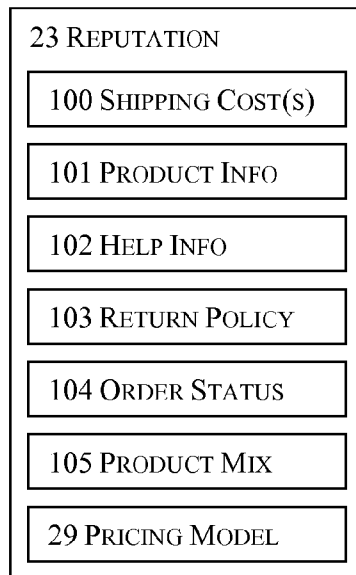 23 REPUTATION
100 SHIPPING COST(S)
101 PRODUCT INFO
102 HELP INFO
103 RETURN POLICY
104 ORDER STATUS
105 PRODUCT MIX
29 PRICING MODEL